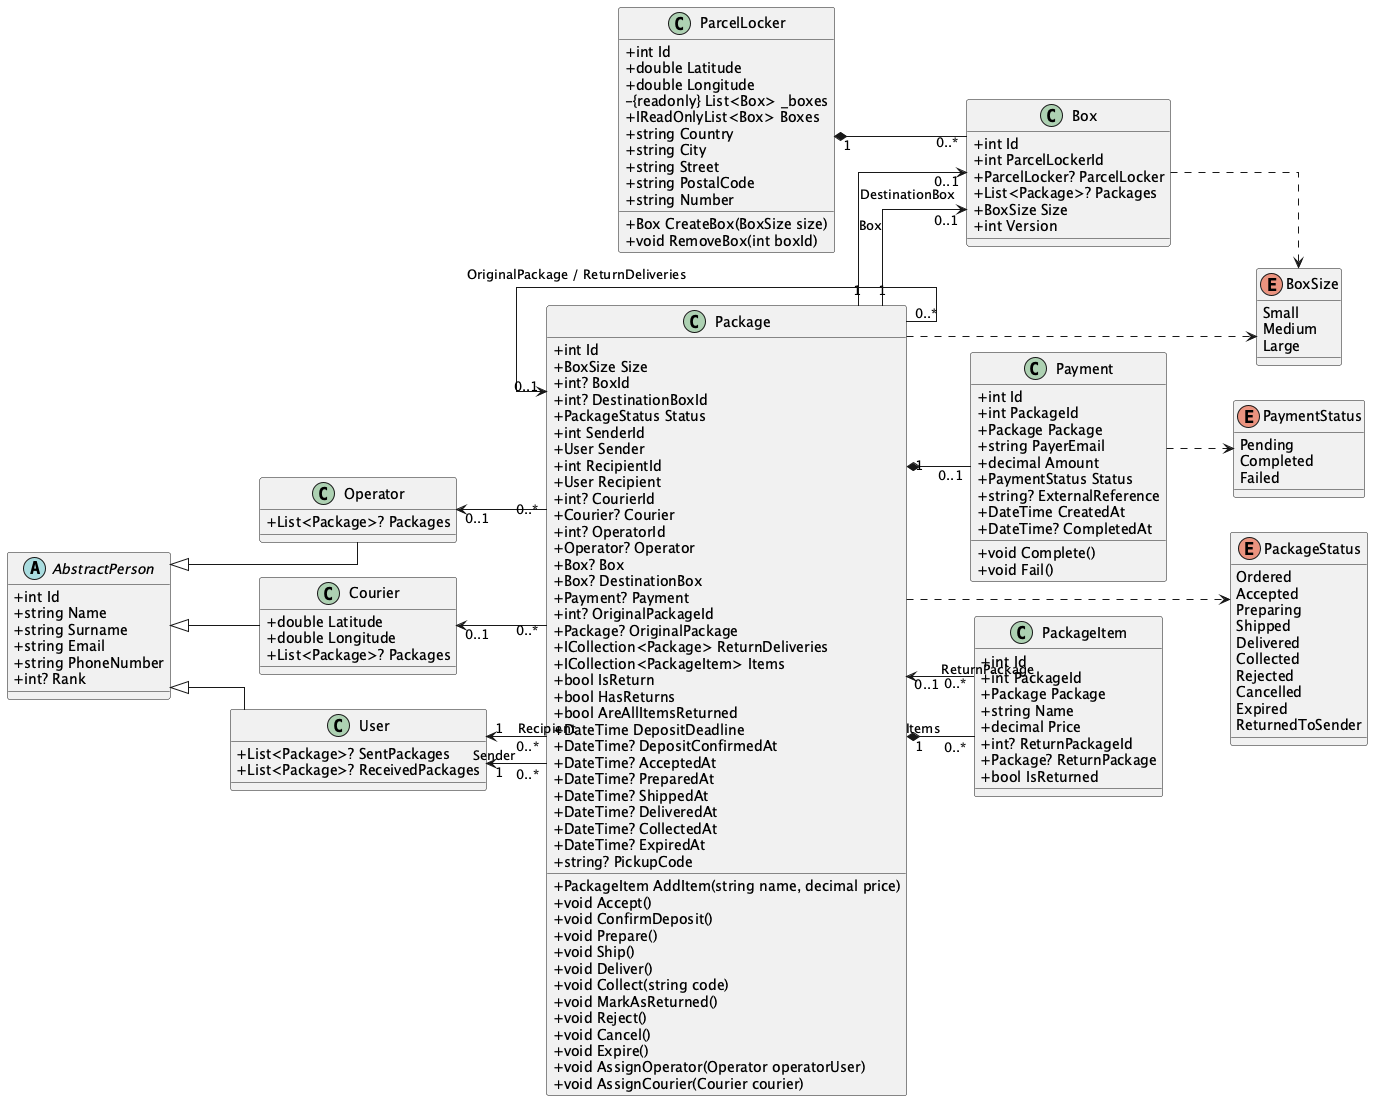 C ParcelLocker
+int Id
+double Latitude
+double Longitude
-{readonly} List<Box> _boxes
+IReadOnlyList<Box> Boxes
+string Country
+string City
+string Street
+string PostalCode
+string Number
+Box CreateBox(BoxSize size)
+void RemoveBox(int boxId)
1
0..*
C Box
+int Id
+int ParcelLockerId
+ParcelLocker? ParcelLocker
+List<Package>? Packages
+BoxSize Size
+int Version
0..1
DestinationBox
0..1
Box
1
1
E BoxSize
Small
Medium
Large
OriginalPackage / ReturnDeliveries
0..*
0..1
C Package
+int Id
+BoxSize Size
+int? BoxId
+int? DestinationBoxId
+PackageStatus Status
+int SenderId
+User Sender
+int RecipientId
+User Recipient
+int? CourierId
+Courier? Courier
+int? OperatorId
+Operator? Operator
+Box? Box
+Box? DestinationBox
+Payment? Payment
+int? OriginalPackageId
+Package? OriginalPackage
+ICollection<Package> ReturnDeliveries
+ICollection<PackageItem> Items
+bool IsReturn
+bool HasReturns
+bool AreAllItemsReturned
+DateTime DepositDeadline
+DateTime? DepositConfirmedAt
+DateTime? AcceptedAt
+DateTime? PreparedAt
+DateTime? ShippedAt
+DateTime? DeliveredAt
+DateTime? CollectedAt
+DateTime? ExpiredAt
+string? PickupCode
+PackageItem AddItem(string name, decimal price)
+void Accept()
+void ConfirmDeposit()
+void Prepare()
+void Ship()
+void Deliver()
+void Collect(string code)
+void MarkAsReturned()
+void Reject()
+void Cancel()
+void Expire()
+void AssignOperator(Operator operatorUser)
+void AssignCourier(Courier courier)
C Payment
+int Id
+int PackageId
+Package Package
+string PayerEmail
+decimal Amount
+PaymentStatus Status
+string? ExternalReference
+DateTime CreatedAt
+DateTime? CompletedAt
+void Complete()
+void Fail()
1
0..1
E PaymentStatus
Pending
Completed
Failed
E PackageStatus
Ordered
Accepted
Preparing
Shipped
Delivered
Collected
Rejected
Cancelled
Expired
ReturnedToSender
C PackageItem
+int Id
+int PackageId
+Package Package
+string Name
+decimal Price
+int? ReturnPackageId
+Package? ReturnPackage
+bool IsReturned
ReturnPackage
0..1
0..*
Items
1
0..*
C Operator
+List<Package>? Packages
0..1
0..*
C Courier
+double Latitude
+double Longitude
+List<Package>? Packages
0..1
0..*
A AbstractPerson
+int Id
+string Name
+string Surname
+string Email
+string PhoneNumber
+int? Rank
C User
+List<Package>? SentPackages
+List<Package>? ReceivedPackages
1
Recipient
0..*
Sender
1
0..*